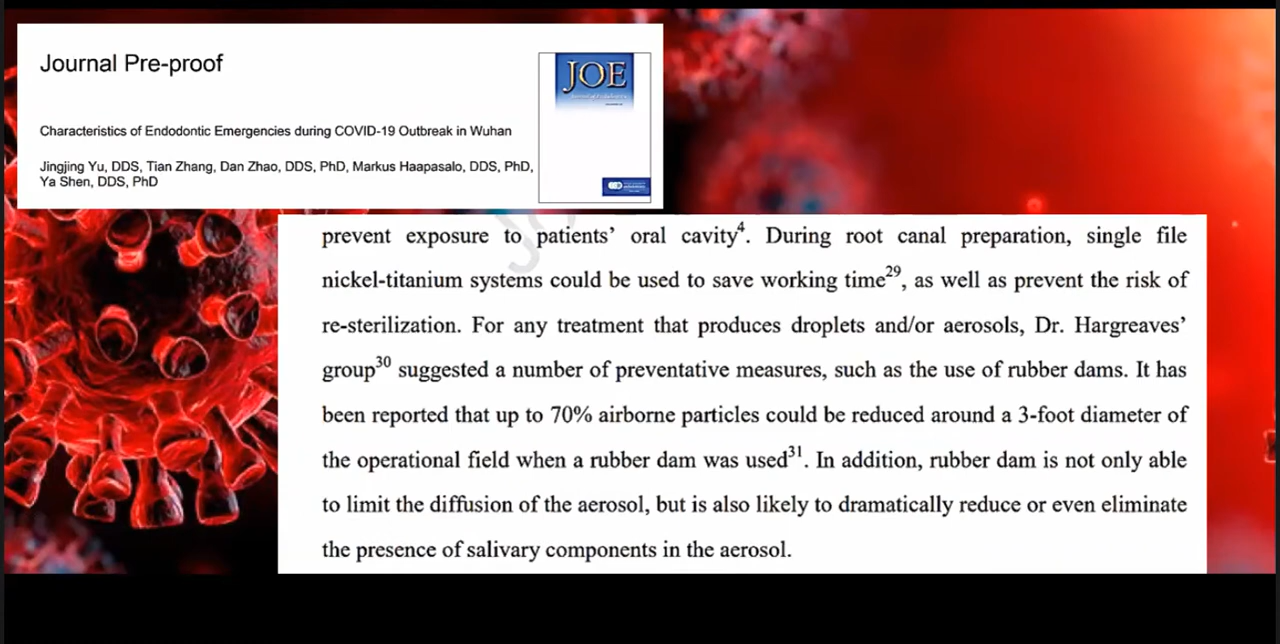 Journal Pre-proof
JOE
Characteristics of Endodontic Emergencies during COVID-19 Outbreak in Wuhan
Jingjing Yu, DDS, Tian Zhang, Dan Zhao, DDS, PhD, Markus Haapasalo, DDS, PhD,
Ya Shen, DDS, PhD
prevent exposure to patients’ oral cavity⁴. During root canal preparation, single file
nickel-titanium systems could be used to save working time²⁹, as well as prevent the risk of
re-sterilization. For any treatment that produces droplets and/or aerosols, Dr. Hargreaves’
group³⁰ suggested a number of preventative measures, such as the use of rubber dams. It has
been reported that up to 70% airborne particles could be reduced around a 3-foot diameter of
the operational field when a rubber dam was used³¹. In addition, rubber dam is not only able
to limit the diffusion of the aerosol, but is also likely to dramatically reduce or even eliminate
the presence of salivary components in the aerosol.